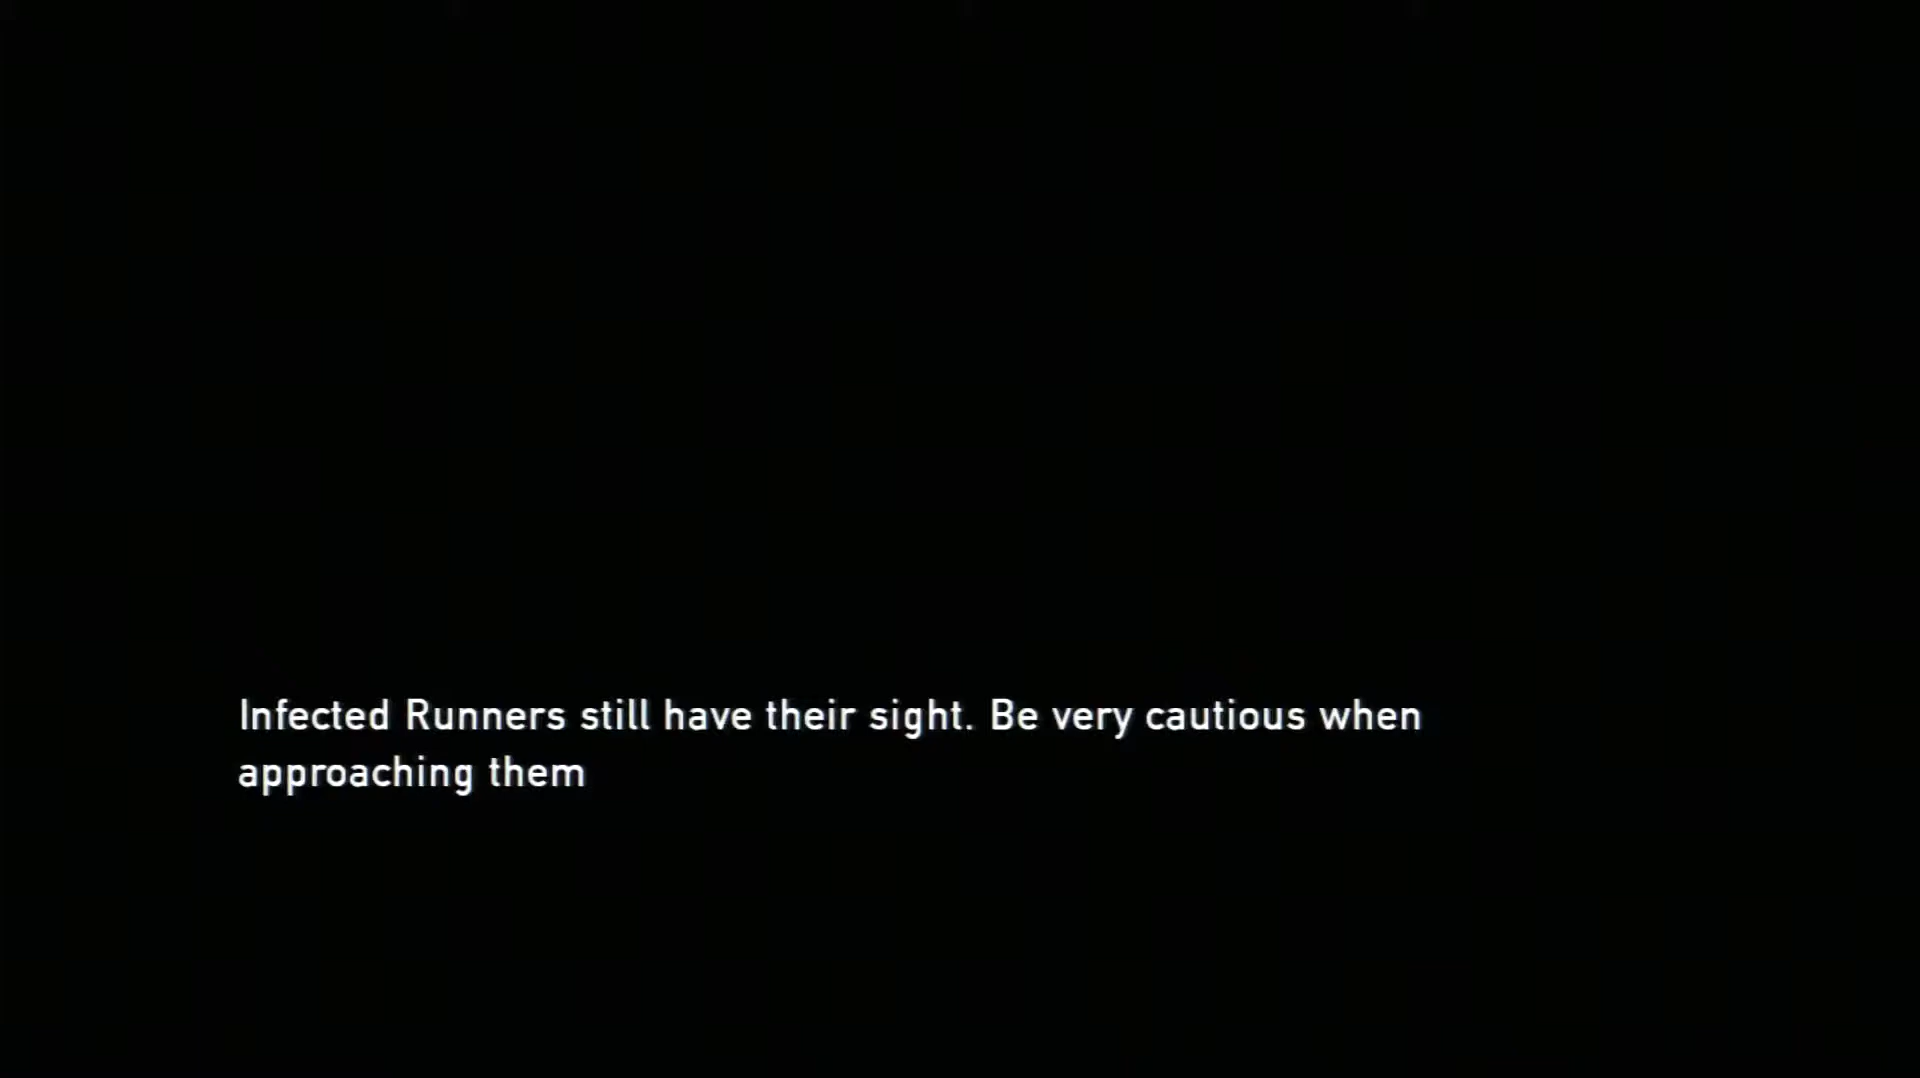 Infected Runners still have their sight. Be very cautious when
approaching them